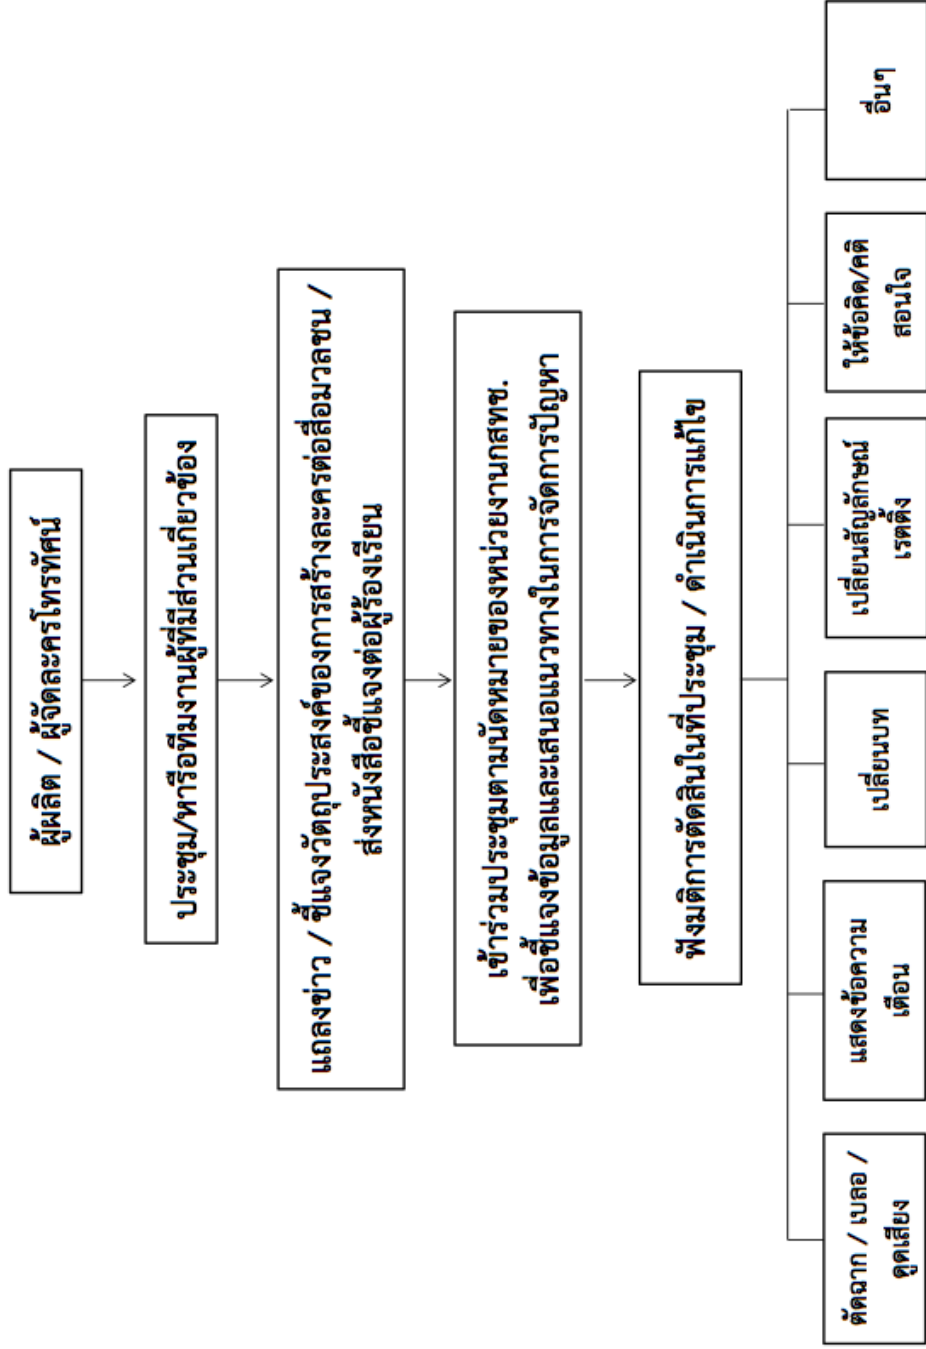 ผู้ผลิต / ผู้จัดละครโทรทัศน์
ประชุม/หารือทีมงานผู้ที่มีส่วนเกี่ยวข้อง
แถลงข่าว / ชี้แจงวัตถุประสงค์ของการสร้างละครต่อสื่อมวลชน /
ส่งหนังสือชี้แจงต่อผู้ร้องเรียน
เข้าร่วมประชุมตามนัดหมายของหน่วยงานกสทช.
เพื่อชี้แจงข้อมูลและเสนอแนวทางในการจัดการปัญหา
ฟังมติการตัดสินในที่ประชุม / ดำเนินการแก้ไข
ตัดฉาก / เบลอ /
ดูดเสียง
แสดงข้อความ
เตือน
เปลี่ยนบท
เปลี่ยนสัญลักษณ์
เรตติ้ง
ให้ข้อคิด/คติ
สอนใจ
อื่นๆ